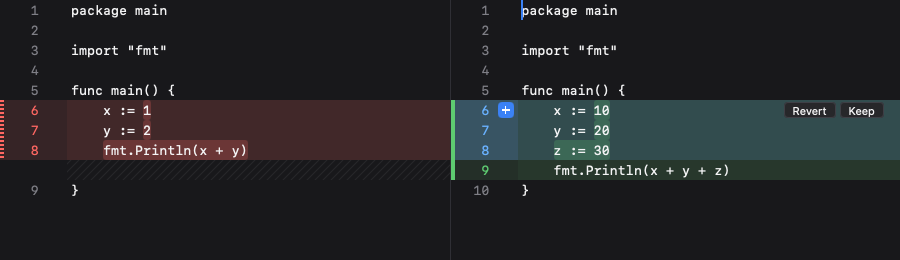 1 package main
2
3 import "fmt"
4
5 func main() {
6 x := 1
7 y := 2
8 fmt.Println(x + y)
9 }
1 package main
2
3 import "fmt"
4
5 func main() {
6 + x := 10 Revert Keep
7 y := 20
8 z := 30
9 fmt.Println(x + y + z)
10 }